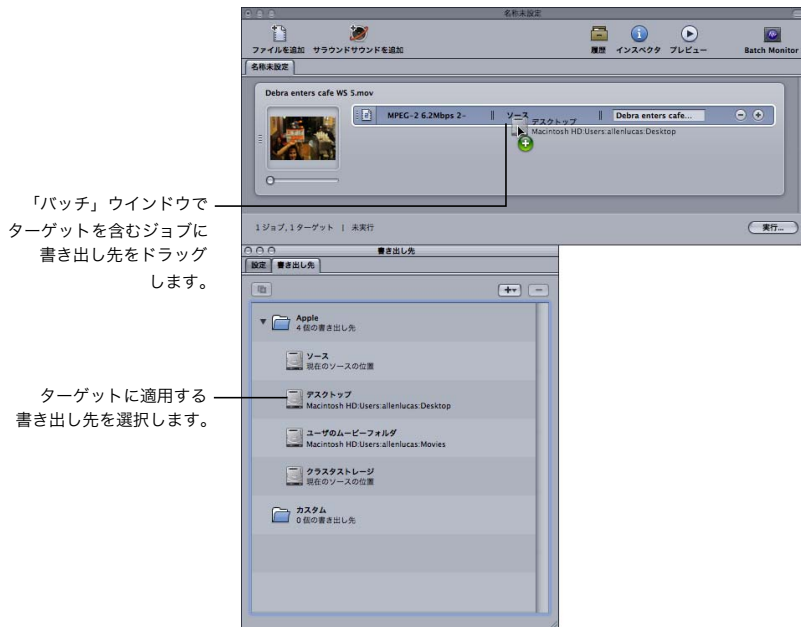 名称未設定
ファイルを追加 サラウンドサウンドを追加 履歴 インスペクタ プレビュー Batch Monitor
名称未設定
Debra enters cafe WS 5.mov
MPEG-2 6.2Mbps 2- ソース Debra enters cafe...
デスクトップ
Macintosh HD:Users:allenlucas:Desktop
1 ジョブ, 1 ターゲット | 未実行 実行...
「バッチ」ウインドウで
ターゲットを含むジョブに
書き出し先をドラッグ
します。
書き出し先
設定 書き出し先
Apple
4 個の書き出し先
ソース
現在のソースの位置
デスクトップ
Macintosh HD:Users:allenlucas:Desktop
ユーザのムービーフォルダ
Macintosh HD:Users:allenlucas:Movies
クラスタストレージ
現在のソースの位置
カスタム
0 個の書き出し先
ターゲットに適用する
書き出し先を選択します。